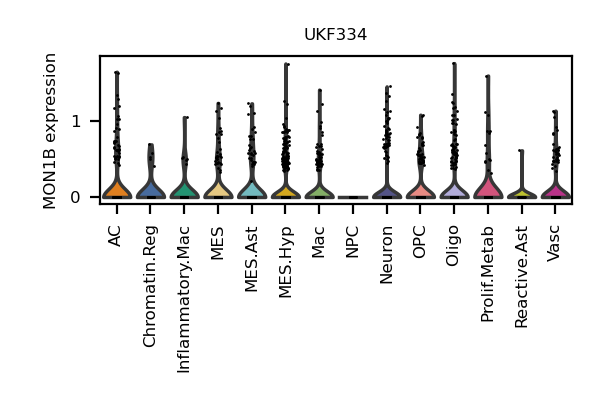 UKF334
MON1B expression
1
0
AC
Chromatin.Reg
Inflammatory.Mac
MES
MES.Ast
MES.Hyp
Mac
NPC
Neuron
OPC
Oligo
Prolif.Metab
Reactive.Ast
Vasc